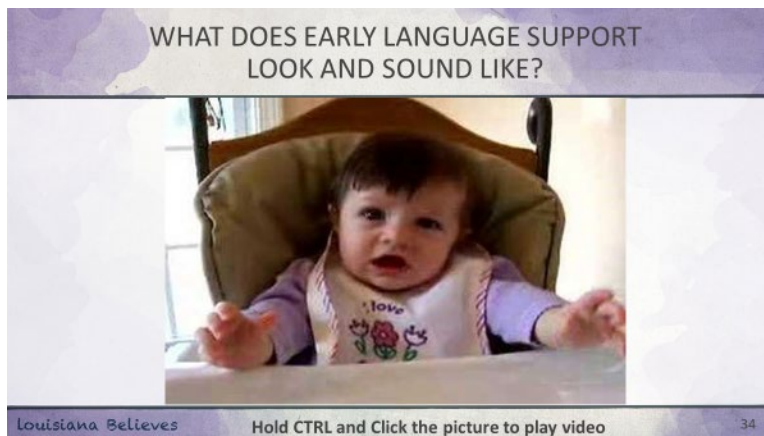 WHAT DOES EARLY LANGUAGE SUPPORT
LOOK AND SOUND LIKE?
love
Louisiana Believes
Hold CTRL and Click the picture to play video
34